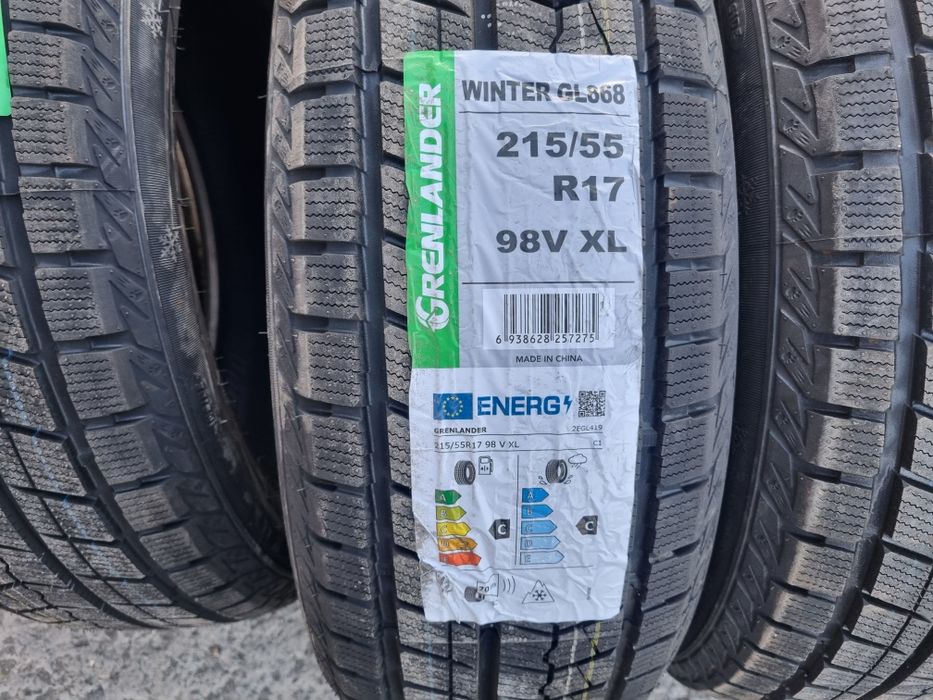 GRENLANDER
WINTER GL868
215/55
R17
98V XL
6 938628 257275
MADE IN CHINA
ENERG
GRENLANDER 2EGL419
215/55R17 98 V XL C1
A A
B B
C C C C
D D
E E
70